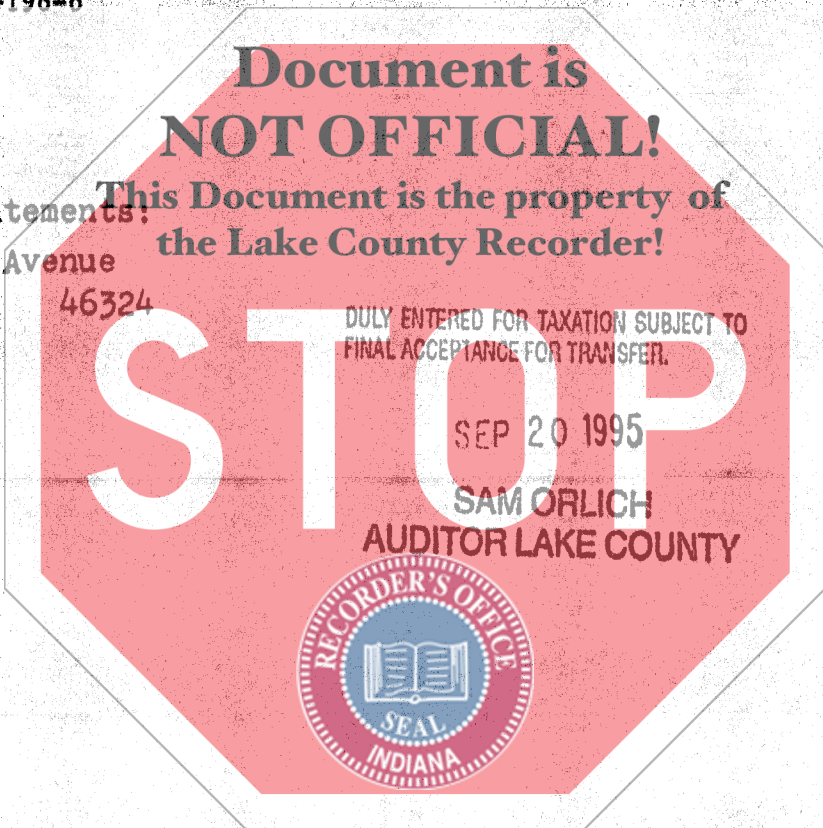 Document is
NOT OFFICIAL!
This Document is the property of
the Lake County Recorder!
tements:
Avenue
46324
DULY ENTERED FOR TAXATION SUBJECT TO
FINAL ACCEPTANCE FOR TRANSFER.
STOP
SEP 20 1995
SAM ORLICH
AUDITOR LAKE COUNTY
RECORDER'S OFFICE
SEAL
INDIANA